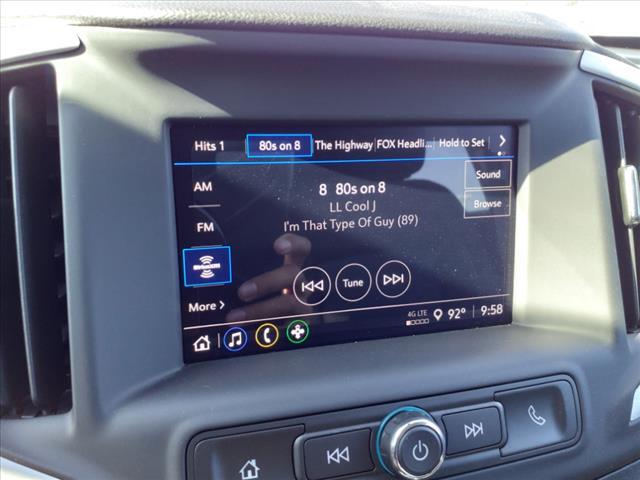 Hits 1 80s on 8 The Highway FOX Headli... Hold to Set
AM
Sound
8 80s on 8
LL Cool J
Browse
I'm That Type Of Guy (89)
FM
SiriusXM
Tune
More
4G LTE 92° 9:58